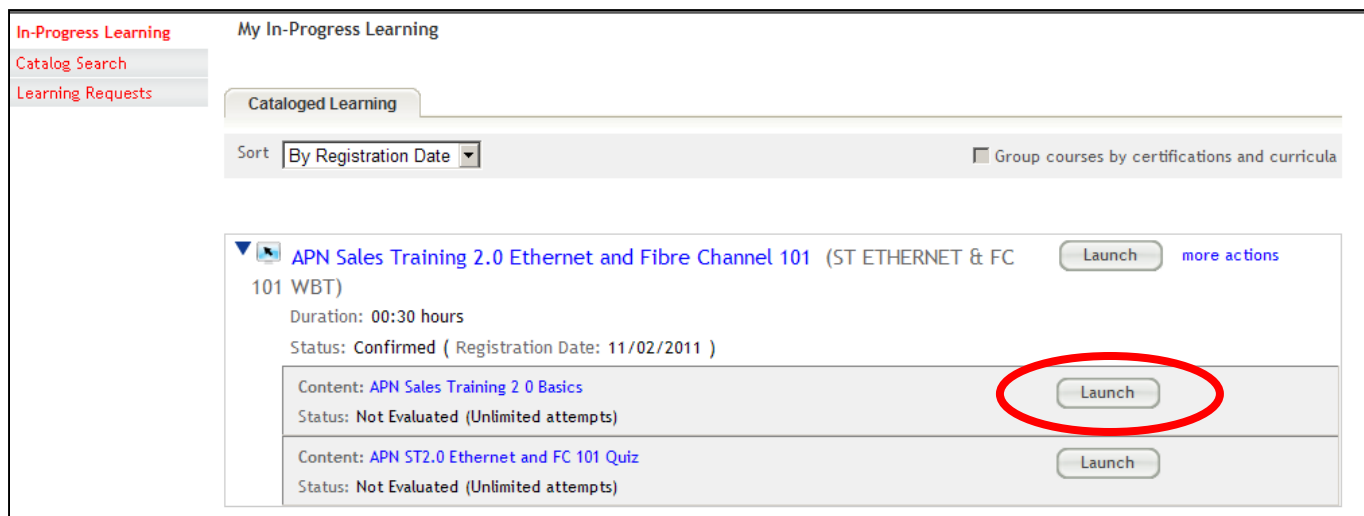 In-Progress Learning
Catalog Search
Learning Requests
My In-Progress Learning
Cataloged Learning
Sort By Registration Date
Group courses by certifications and curricula
APN Sales Training 2.0 Ethernet and Fibre Channel 101 (ST ETHERNET & FC
101 WBT)
Launch more actions
Duration: 00:30 hours
Status: Confirmed ( Registration Date: 11/02/2011 )
Content: APN Sales Training 2 0 Basics
Status: Not Evaluated (Unlimited attempts)
Launch
Content: APN ST2.0 Ethernet and FC 101 Quiz
Status: Not Evaluated (Unlimited attempts)
Launch